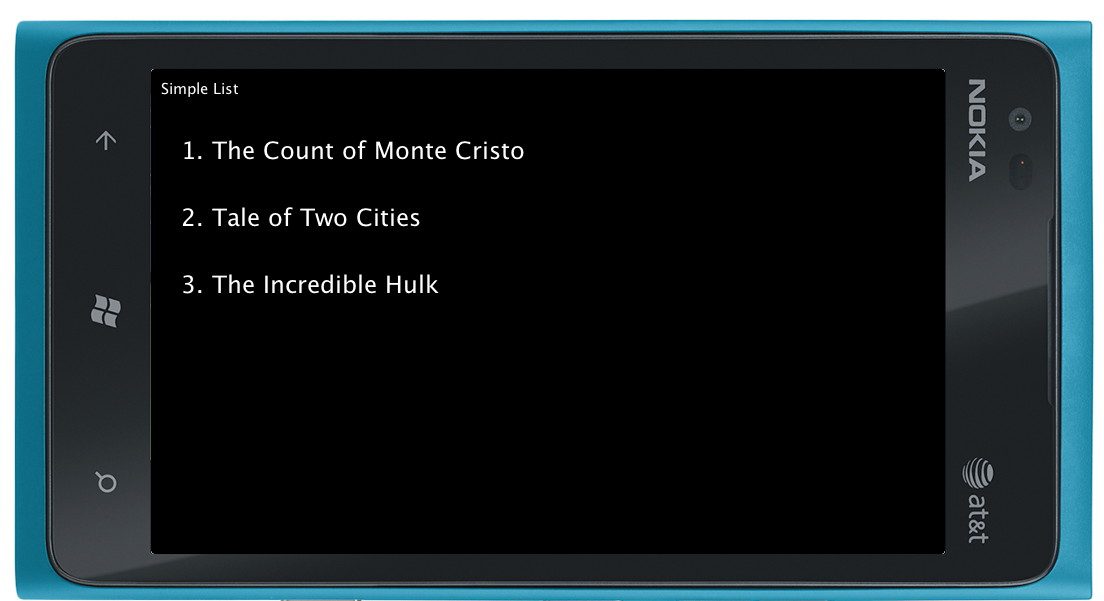 Simple List
1. The Count of Monte Cristo
2. Tale of Two Cities
3. The Incredible Hulk
NOKIA
at&t